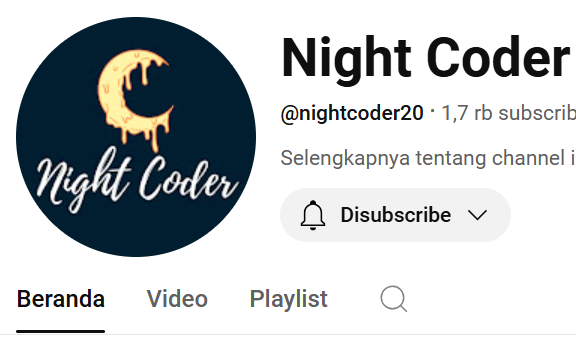 Night Coder
Night Coder
@nightcoder20 · 1,7 rb subscrib
Selengkapnya tentang channel i
Disubscribe
Beranda Video Playlist